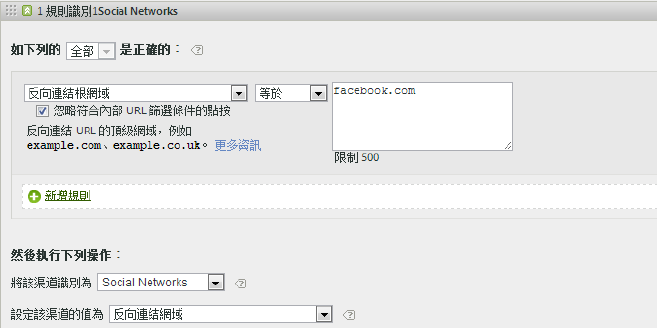 1 規則識別1Social Networks
如下列的 全部 是正確的：
反向連結根網域 等於 facebook.com
忽略符合內部 URL 篩選條件的點按
反向連結 URL 的頂級網域，例如
example.com、example.co.uk。 更多資訊
限制 500
新增規則
然後執行下列操作：
將該渠道識別為 Social Networks
設定該渠道的值為 反向連結網域